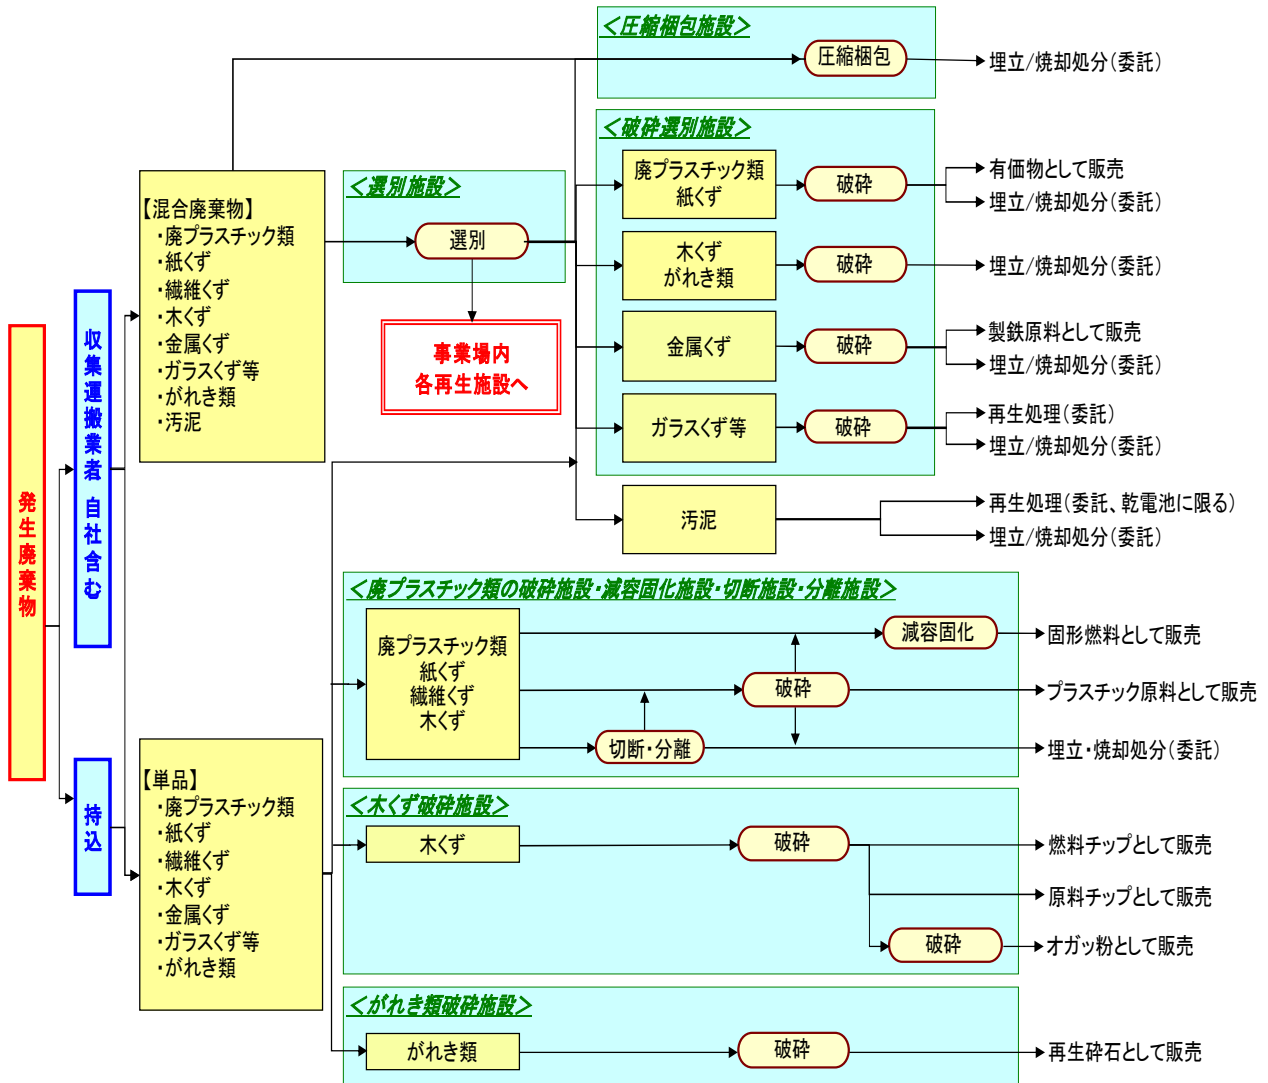 発生廃棄物
収集運搬業者 自社含む
持込
【混合廃棄物】
・廃プラスチック類
・紙くず
・繊維くず
・木くず
・金属くず
・ガラスくず等
・がれき類
・汚泥
【単品】
・廃プラスチック類
・紙くず
・繊維くず
・木くず
・金属くず
・ガラスくず等
・がれき類
＜選別施設＞
選別
事業場内
各再生施設へ
＜圧縮梱包施設＞
圧縮梱包
埋立/焼却処分(委託)
＜破砕選別施設＞
廃プラスチック類
紙くず
破砕
有価物として販売
埋立/焼却処分(委託)
木くず
がれき類
破砕
埋立/焼却処分(委託)
金属くず
破砕
製鉄原料として販売
埋立/焼却処分(委託)
ガラスくず等
破砕
再生処理(委託)
埋立/焼却処分(委託)
汚泥
再生処理(委託、乾電池に限る)
埋立/焼却処分(委託)
＜廃プラスチック類の破砕施設・減容固化施設・切断施設・分離施設＞
廃プラスチック類
紙くず
繊維くず
木くず
減容固化
固形燃料として販売
破砕
プラスチック原料として販売
切断・分離
埋立・焼却処分(委託)
＜木くず破砕施設＞
木くず
破砕
燃料チップとして販売
原料チップとして販売
破砕
オガッ粉として販売
＜がれき類破砕施設＞
がれき類
破砕
再生砕石として販売